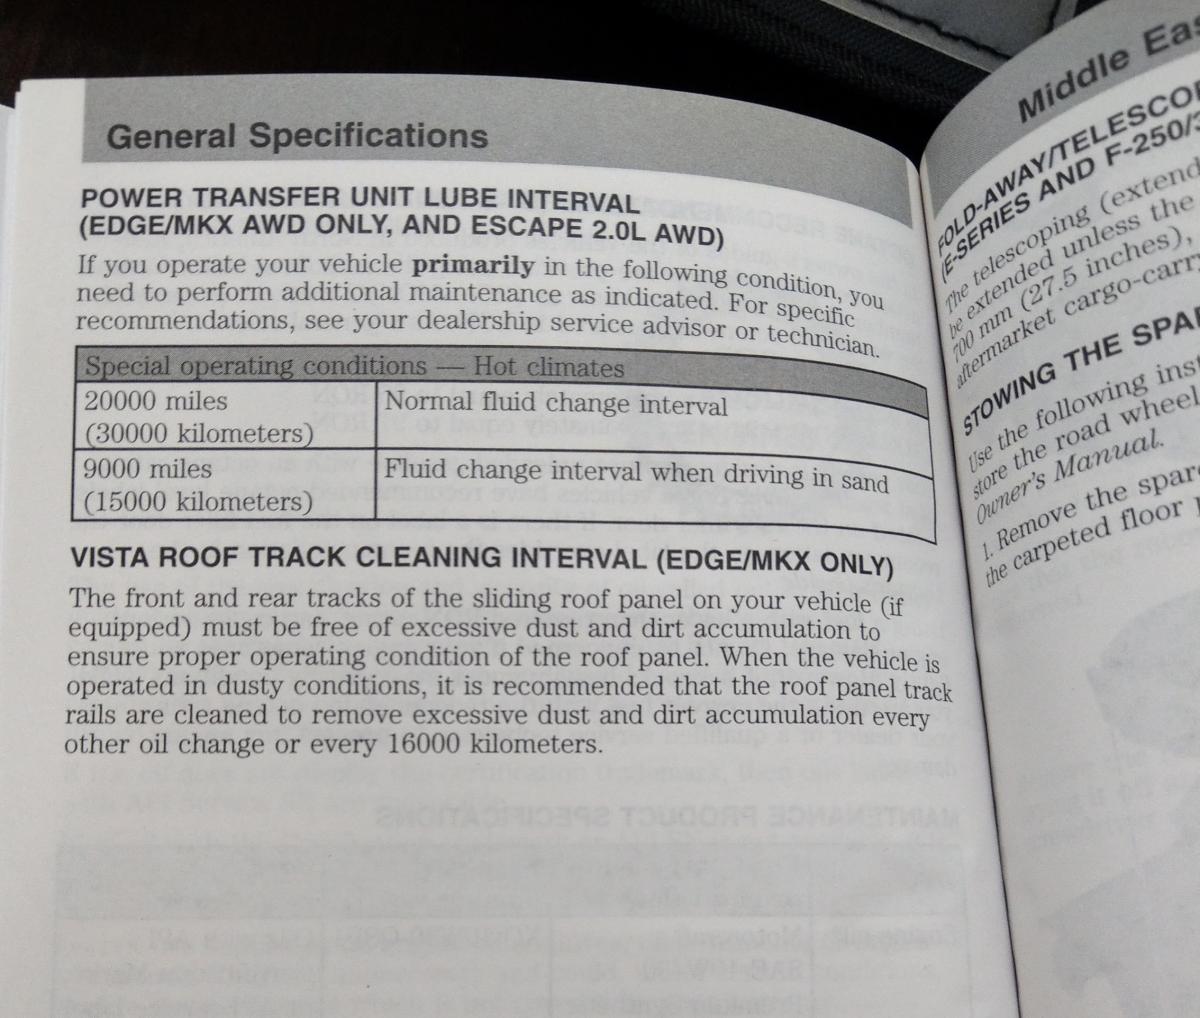 General Specifications
POWER TRANSFER UNIT LUBE INTERVAL
(EDGE/MKX AWD ONLY, AND ESCAPE 2.0L AWD)
If you operate your vehicle primarily in the following condition, you
need to perform additional maintenance as indicated. For specific
recommendations, see your dealership service advisor or technician.
Special operating conditions — Hot climates
20000 miles
(30000 kilometers)
Normal fluid change interval
9000 miles
(15000 kilometers)
Fluid change interval when driving in sand
VISTA ROOF TRACK CLEANING INTERVAL (EDGE/MKX ONLY)
The front and rear tracks of the sliding roof panel on your vehicle (if
equipped) must be free of excessive dust and dirt accumulation to
ensure proper operating condition of the roof panel. When the vehicle is
operated in dusty conditions, it is recommended that the roof panel track
rails are cleaned to remove excessive dust and dirt accumulation every
other oil change or every 16000 kilometers.
Middle
FOLD-AWAY/
(E-SERIES AND F-250/
The telescoping
be extended unless the
700 mm (27.5 inches),
aftermarket
STOWING THE
Use the following
store the road wheel
Owner's Manual.
1. Remove the
the carpeted floor
MAINTENANCE PRODUCT SPECIFICATIONS